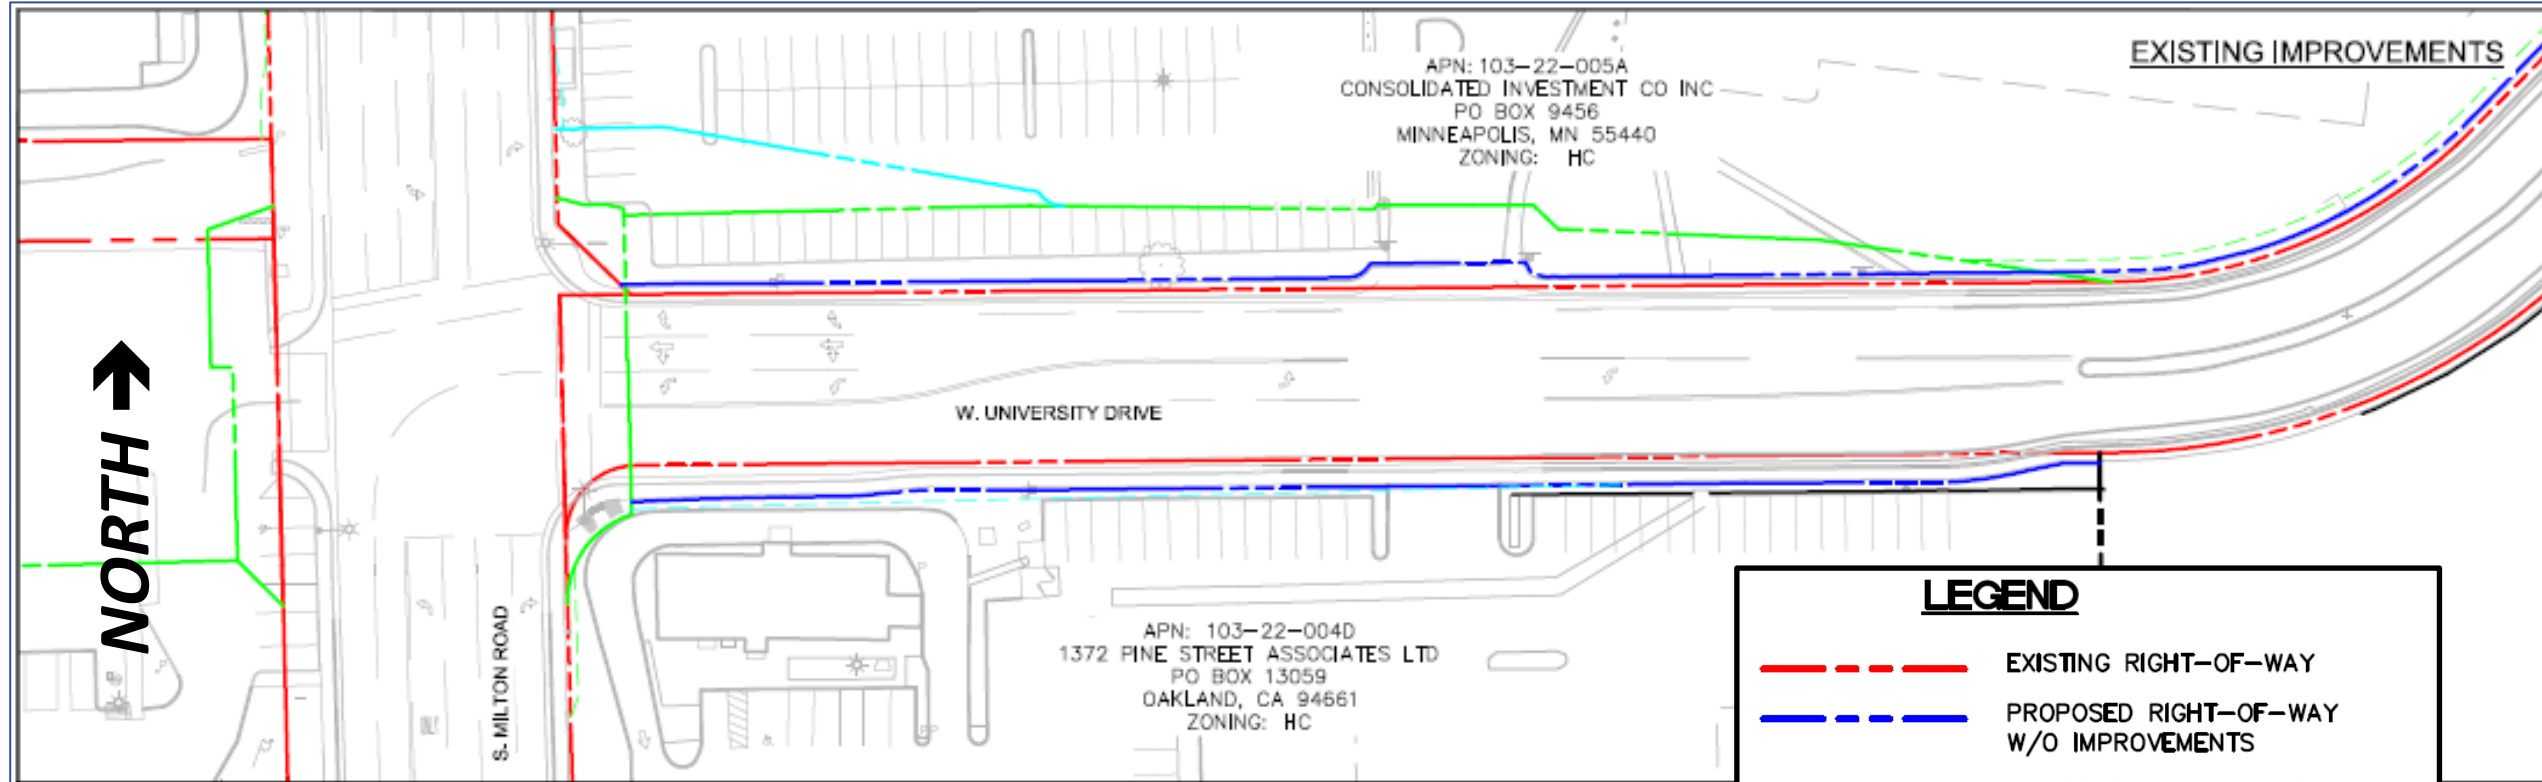 EXISTING IMPROVEMENTS
APN: 103-22-005A
CONSOLIDATED INVESTMENT CO INC
PO BOX 9456
MINNEAPOLIS, MN 55440
ZONING: HC
NORTH
W. UNIVERSITY DRIVE
S. MILTON ROAD
ONLY
APN: 103-22-004D
1372 PINE STREET ASSOCIATES LTD
PO BOX 13059
OAKLAND, CA 94661
ZONING: HC
LEGEND
EXISTING RIGHT-OF-WAY
PROPOSED RIGHT-OF-WAY
W/O IMPROVEMENTS